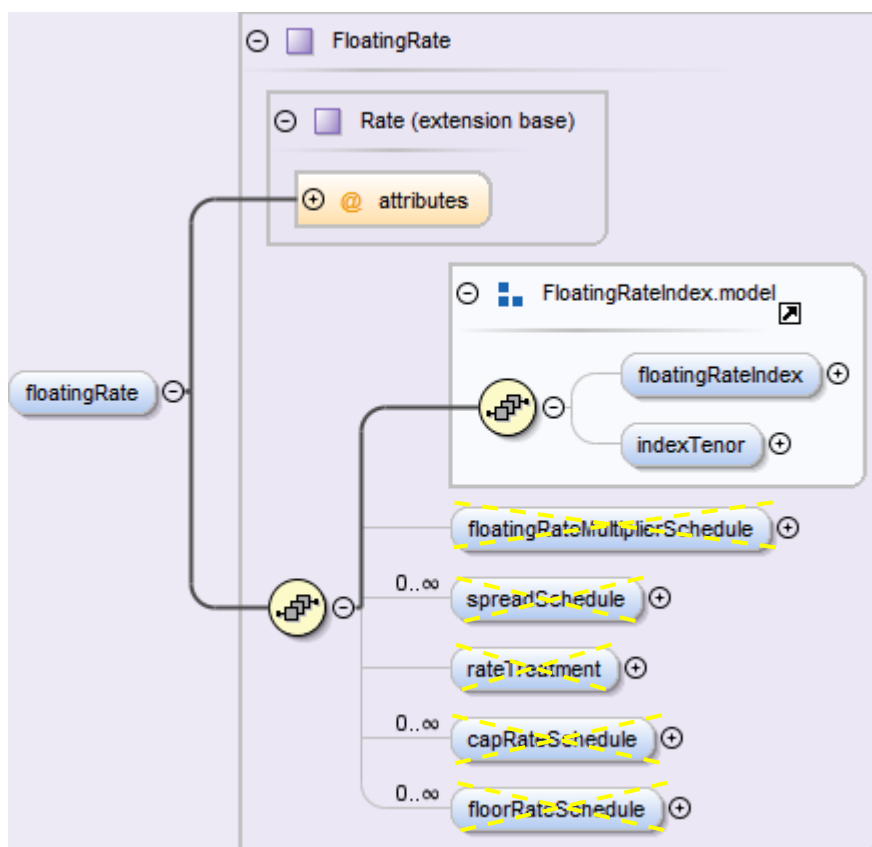 FloatingRate
Rate (extension base)
@ attributes
FloatingRateIndex.model
floatingRate
floatingRateIndex
indexTenor
floatingRateMultiplierSchedule
0..∞
spreadSchedule
rateTreatment
0..∞
capRateSchedule
0..∞
floorRateSchedule